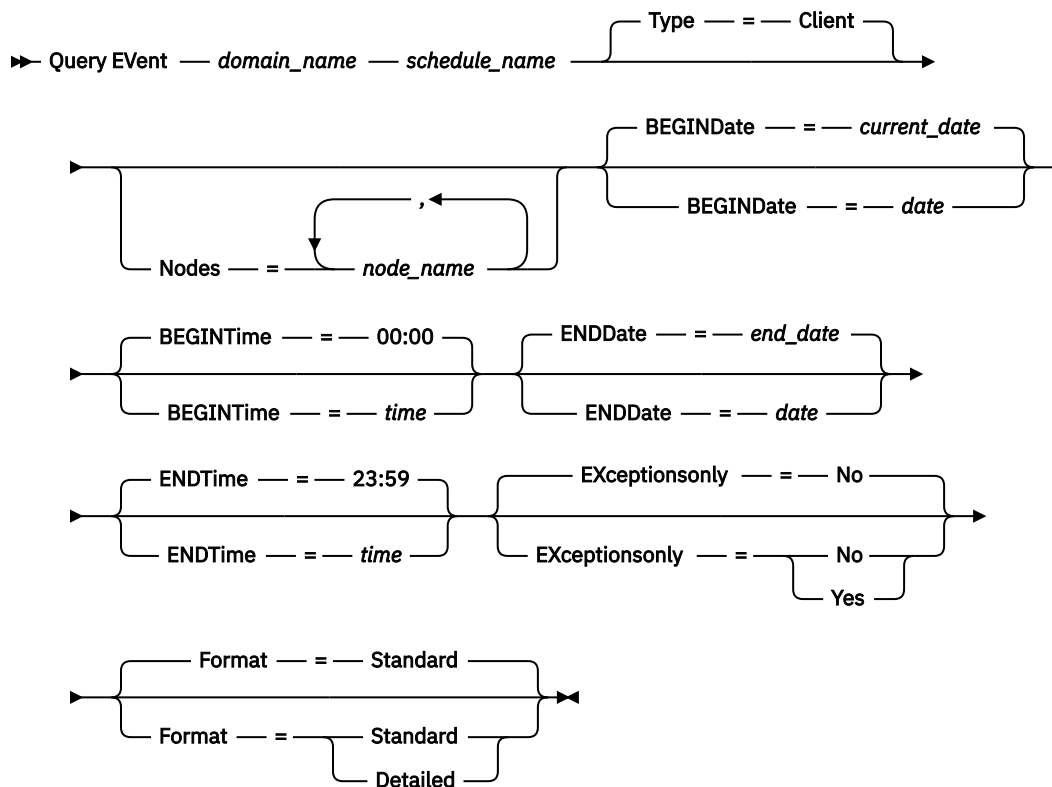 Type = Client
Query EVent domain_name schedule_name
BEGINDate = current_date
BEGINDate = date
,
Nodes = node_name
BEGINTime = 00:00
BEGINTime = time
ENDDate = end_date
ENDDate = date
ENDTime = 23:59
ENDTime = time
EXceptionsonly = No
EXceptionsonly = No
Yes
Format = Standard
Format = Standard
Detailed